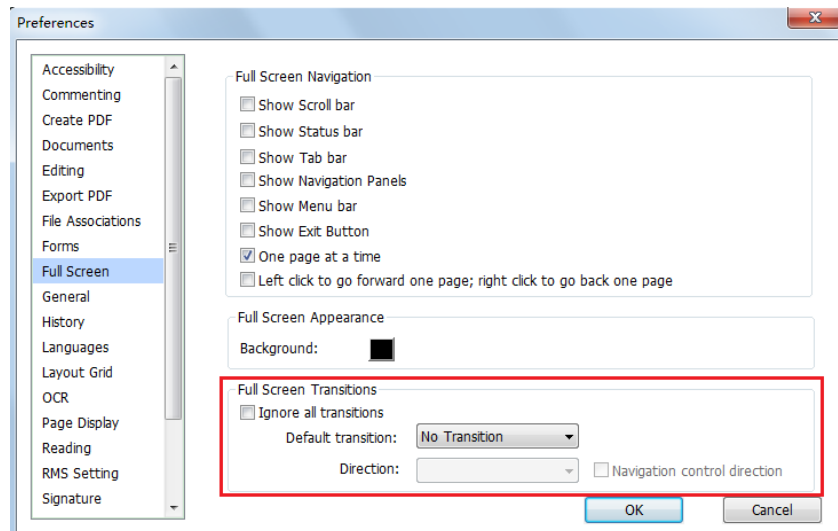 Preferences
x
Accessibility
Commenting
Create PDF
Documents
Editing
Export PDF
File Associations
Forms
Full Screen
General
History
Languages
Layout Grid
OCR
Page Display
Reading
RMS Setting
Signature
Full Screen Navigation
Show Scroll bar
Show Status bar
Show Tab bar
Show Navigation Panels
Show Menu bar
Show Exit Button
One page at a time
Left click to go forward one page; right click to go back one page
Full Screen Appearance
Background:
Full Screen Transitions
Ignore all transitions
Default transition: No Transition
Direction: Navigation control direction
OK Cancel